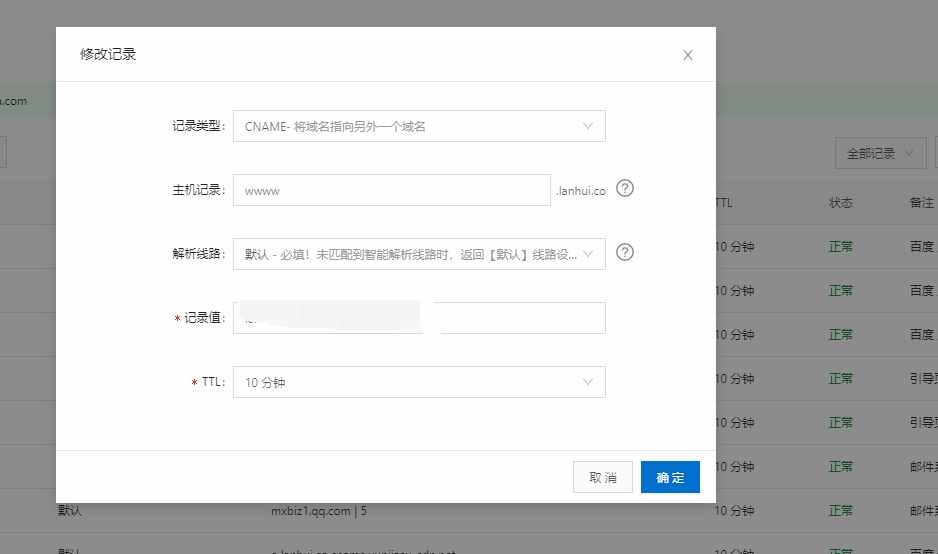 修改记录
.com
记录类型：
CNAME- 将域名指向另外一个域名
全部记录
主机记录：
wwww
.lanhui.co
TTL
状态
备注
解析线路：
默认 - 必填！未匹配到智能解析线路时，返回【默认】线路设...
10 分钟
正常
百度
10 分钟
正常
百度
* 记录值：
10 分钟
正常
百度
* TTL：
10 分钟
10 分钟
正常
引导
10 分钟
正常
引导
取 消
确 定
10 分钟
正常
邮件
默认
mxbiz1.qq.com | 5
10 分钟
正常
邮件
默认
10 分钟
正常
百度